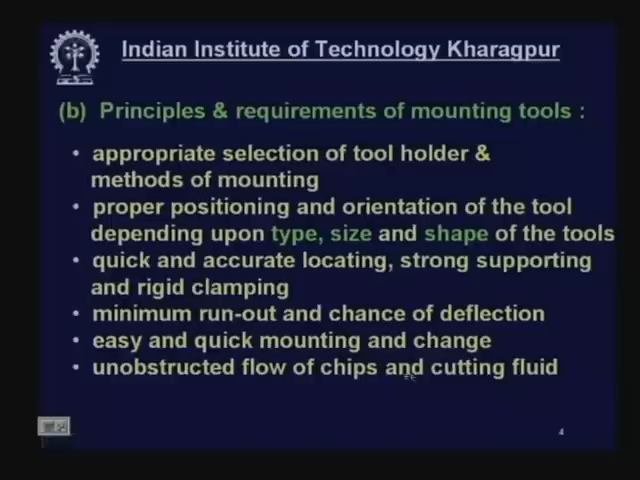 Indian Institute of Technology Kharagpur
(b) Principles & requirements of mounting tools :
• appropriate selection of tool holder &
methods of mounting
• proper positioning and orientation of the tool
depending upon type, size and shape of the tools
• quick and accurate locating, strong supporting
and rigid clamping
• minimum run-out and chance of deflection
• easy and quick mounting and change
• unobstructed flow of chips and cutting fluid
4